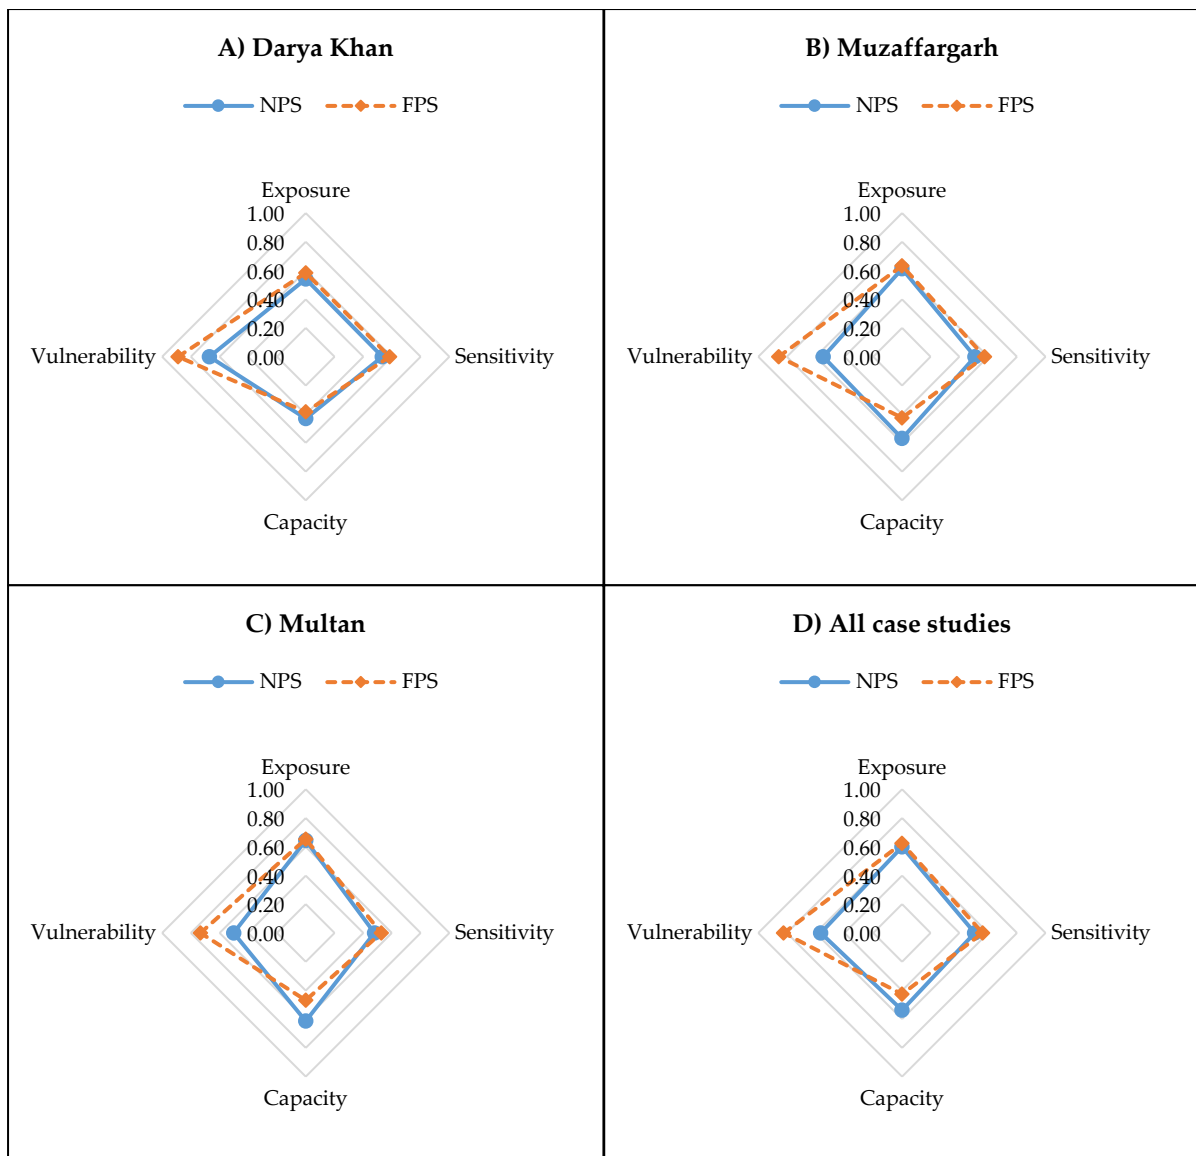 A) Darya Khan
NPS FPS
Exposure
1.00
0.80
0.60
0.40
0.20
0.00
Vulnerability
Sensitivity
Capacity
B) Muzaffargarh
NPS FPS
Exposure
1.00
0.80
0.60
0.40
0.20
0.00
Vulnerability
Sensitivity
Capacity
C) Multan
NPS FPS
Exposure
1.00
0.80
0.60
0.40
0.20
0.00
Vulnerability
Sensitivity
Capacity
D) All case studies
NPS FPS
Exposure
1.00
0.80
0.60
0.40
0.20
0.00
Vulnerability
Sensitivity
Capacity